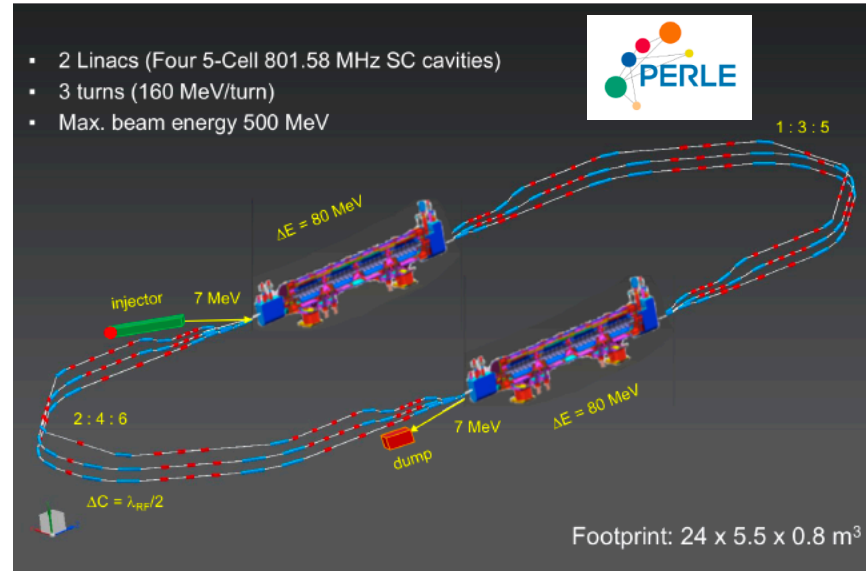 ▪ 2 Linacs (Four 5-Cell 801.58 MHz SC cavities)
▪ 3 turns (160 MeV/turn)
▪ Max. beam energy 500 MeV
PERLE
1 : 3 : 5
ΔE = 80 MeV
injector
7 MeV
2 : 4 : 6
7 MeV
ΔE = 80 MeV
dump
ΔC = λRF/2
Footprint: 24 x 5.5 x 0.8 m³